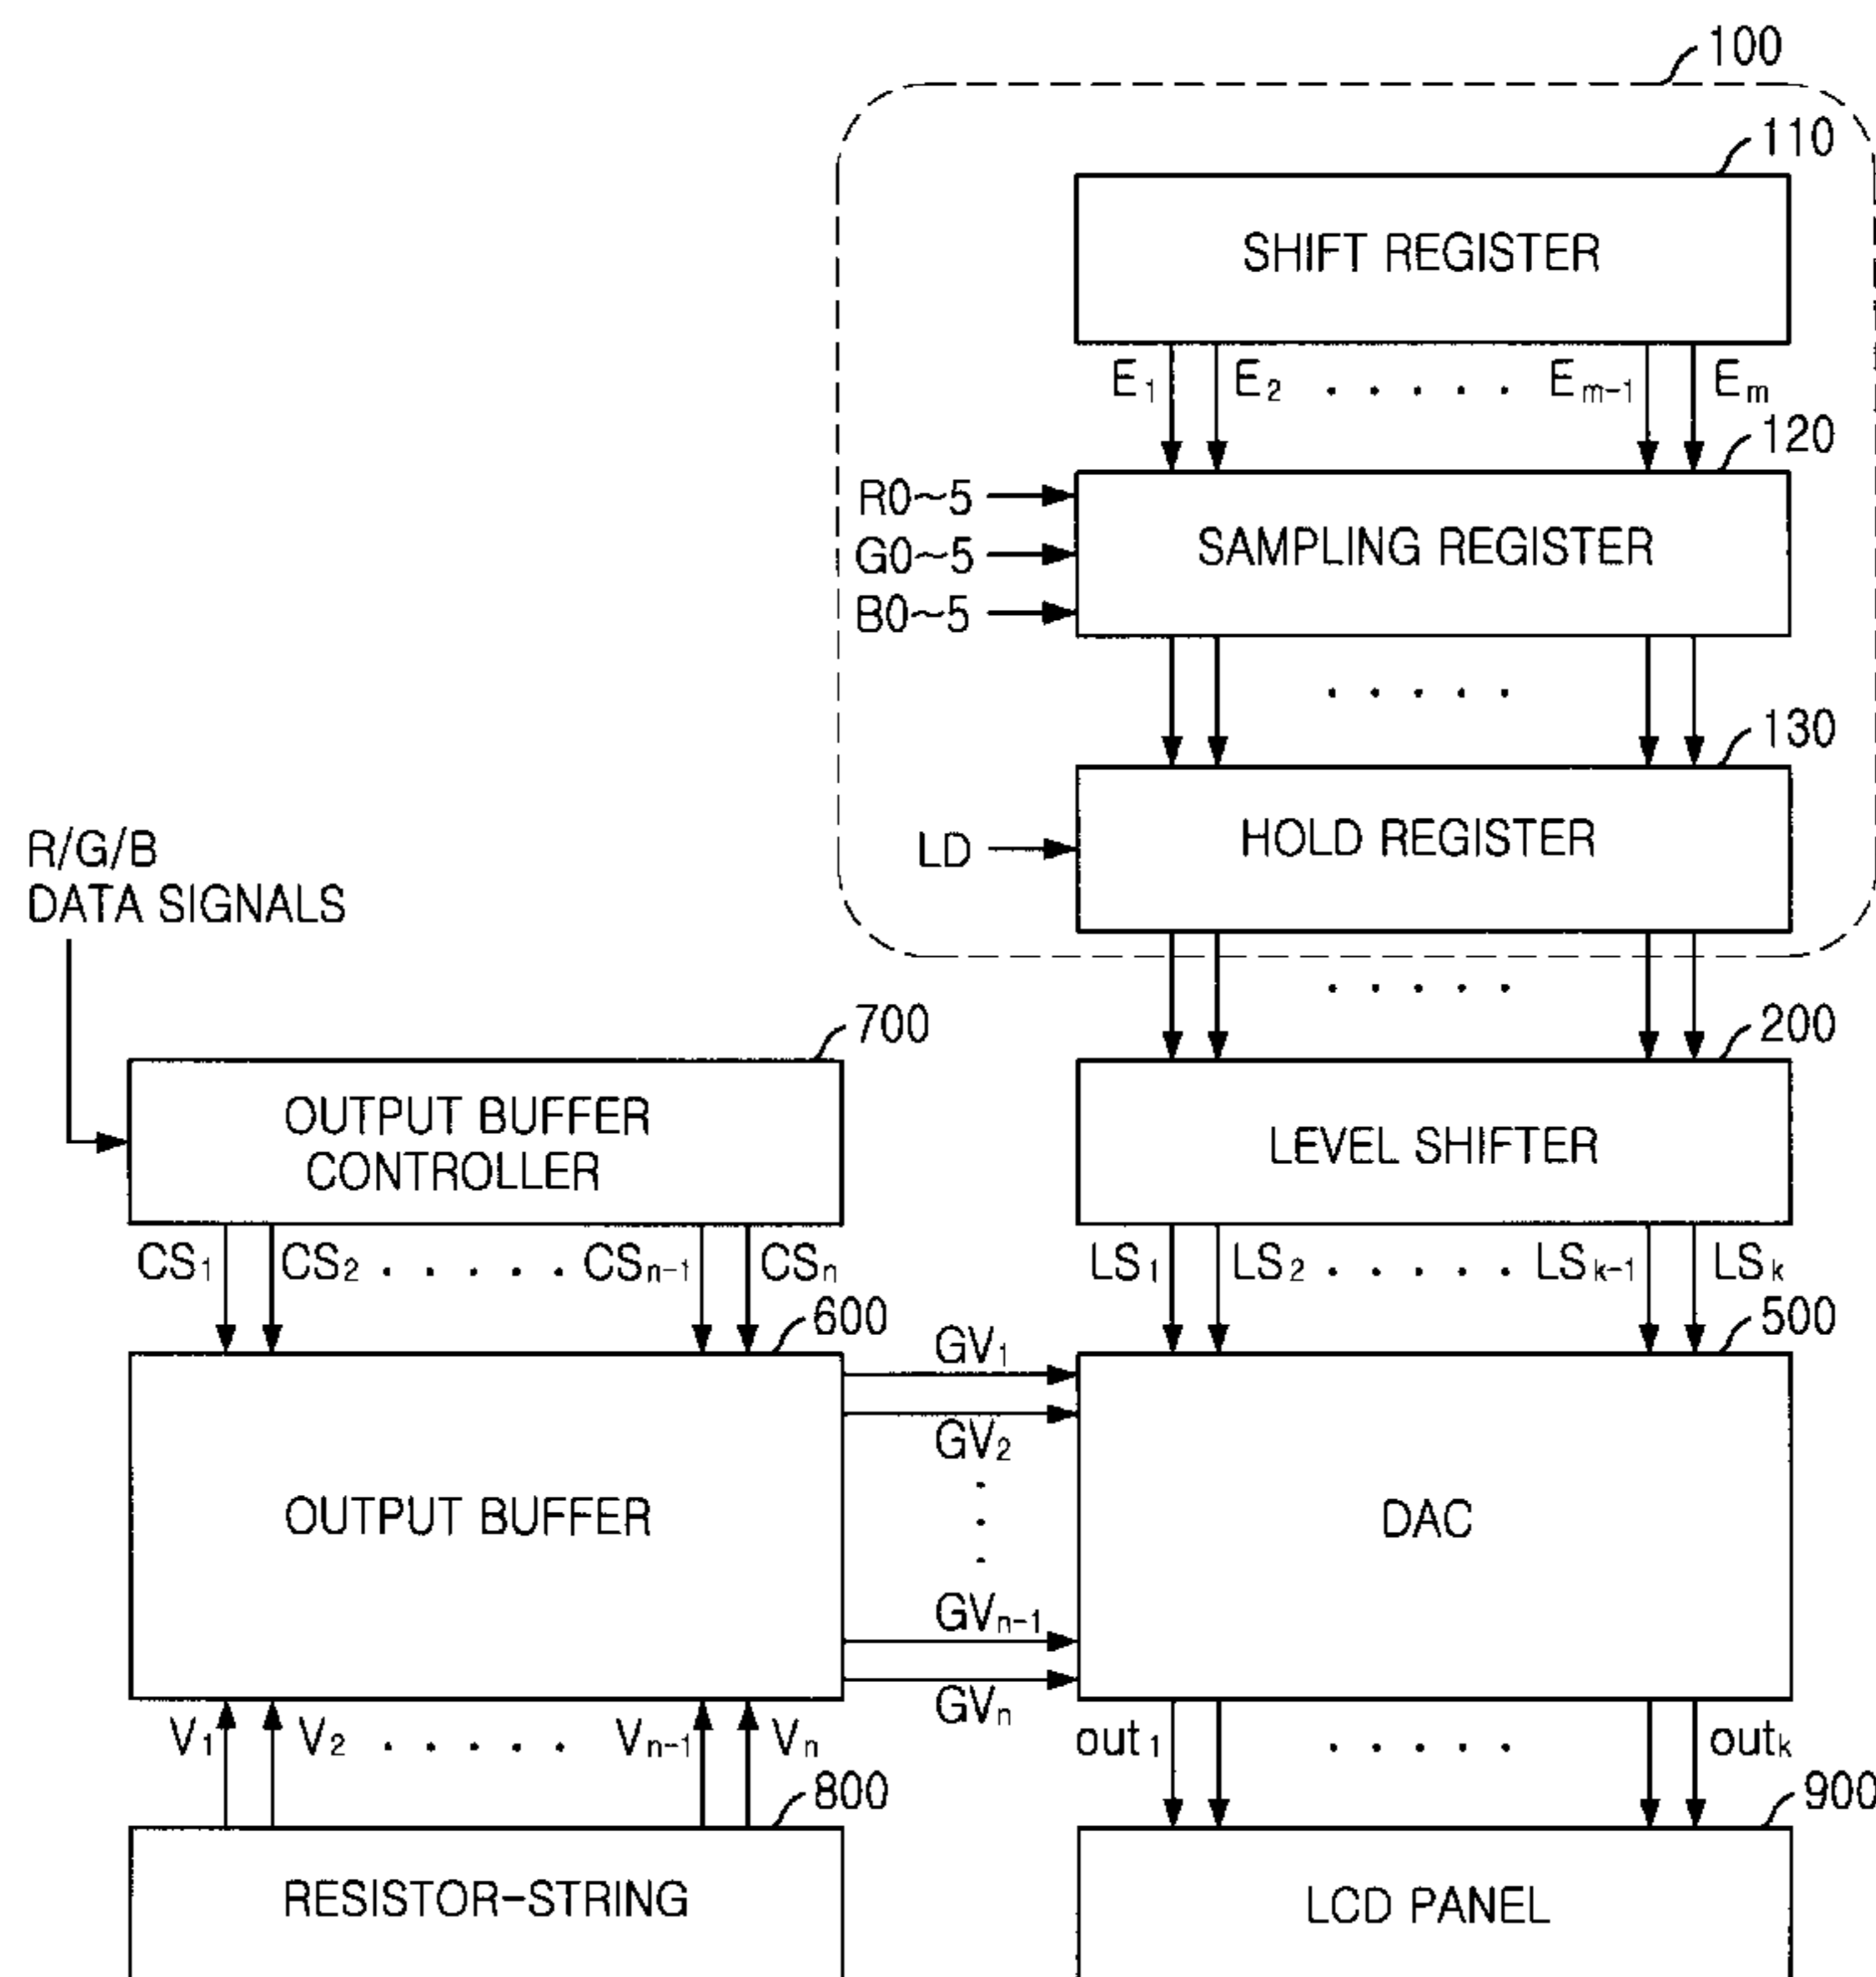 100
110
SHIFT REGISTER
E1 E2 ..... Em-1 Em
120
R0~5
G0~5
B0~5
SAMPLING REGISTER
.....
130
LD
HOLD REGISTER
R/G/B
DATA SIGNALS
.....
700
200
OUTPUT BUFFER
CONTROLLER
LEVEL SHIFTER
CS1 CS2 ..... CSn-1 CSn
LS1 LS2 ..... LSk-1 LSk
600
500
GV1
GV2
OUTPUT BUFFER
DAC
GVn-1
GVn
V1 V2 ..... Vn-1 Vn
out1 ..... outk
800
900
RESISTOR-STRING
LCD PANEL